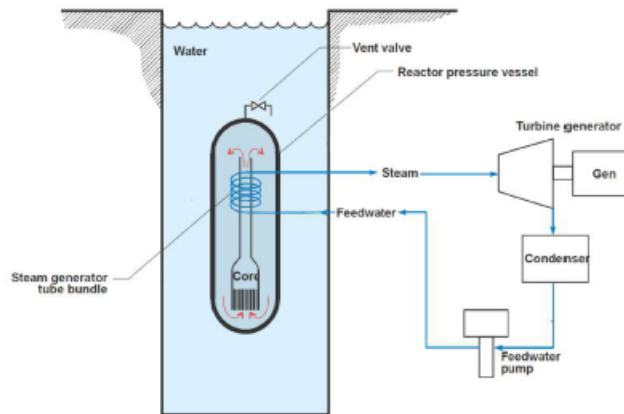 Water
Vent valve
Reactor pressure vessel
Turbine generator
Gen
Steam
Feedwater
Condenser
Steam generator
tube bundle
Core
Feedwater
pump